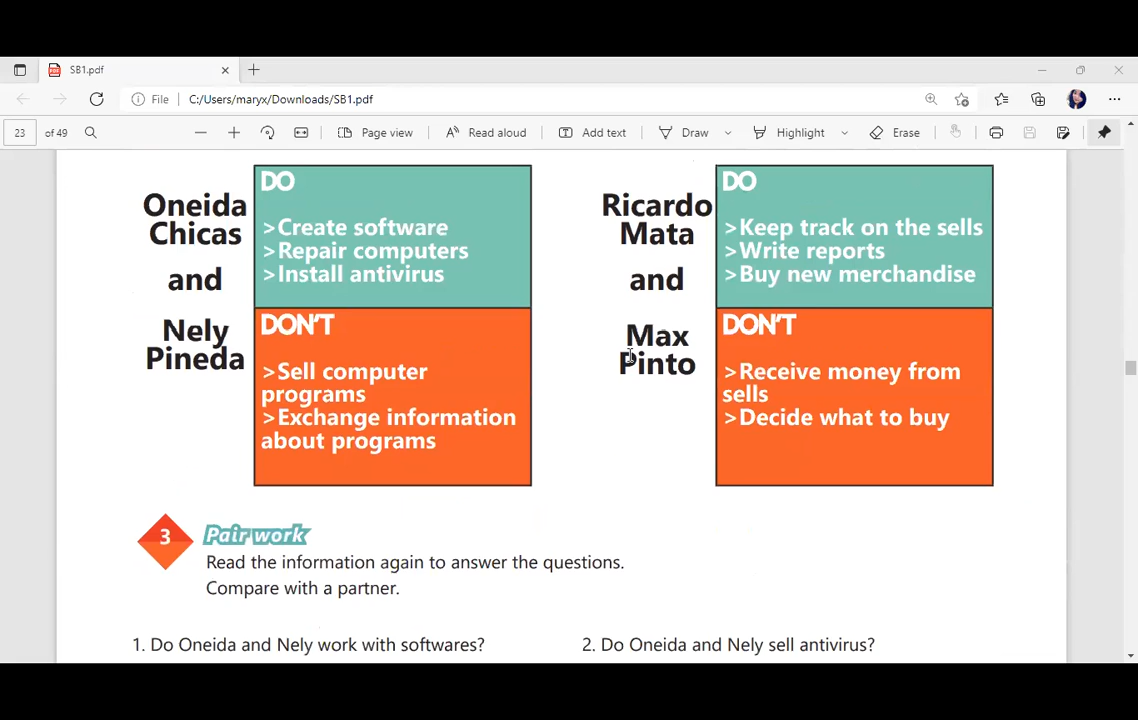 SB1.pdf
File
C:/Users/maryx/Downloads/SB1.pdf
23
of 49
Page view
Read aloud
Add text
Draw
Highlight
Erase
Oneida
Chicas
and
Nely
Pineda
DO
>Create software
>Repair computers
>Install antivirus
DON'T
>Sell computer
programs
>Exchange information
about programs
Ricardo
Mata
and
Max
Pinto
DO
>Keep track on the sells
>Write reports
>Buy new merchandise
DON'T
>Receive money from
sells
>Decide what to buy
3
Pair work
Read the information again to answer the questions.
Compare with a partner.
1. Do Oneida and Nely work with softwares?
2. Do Oneida and Nely sell antivirus?